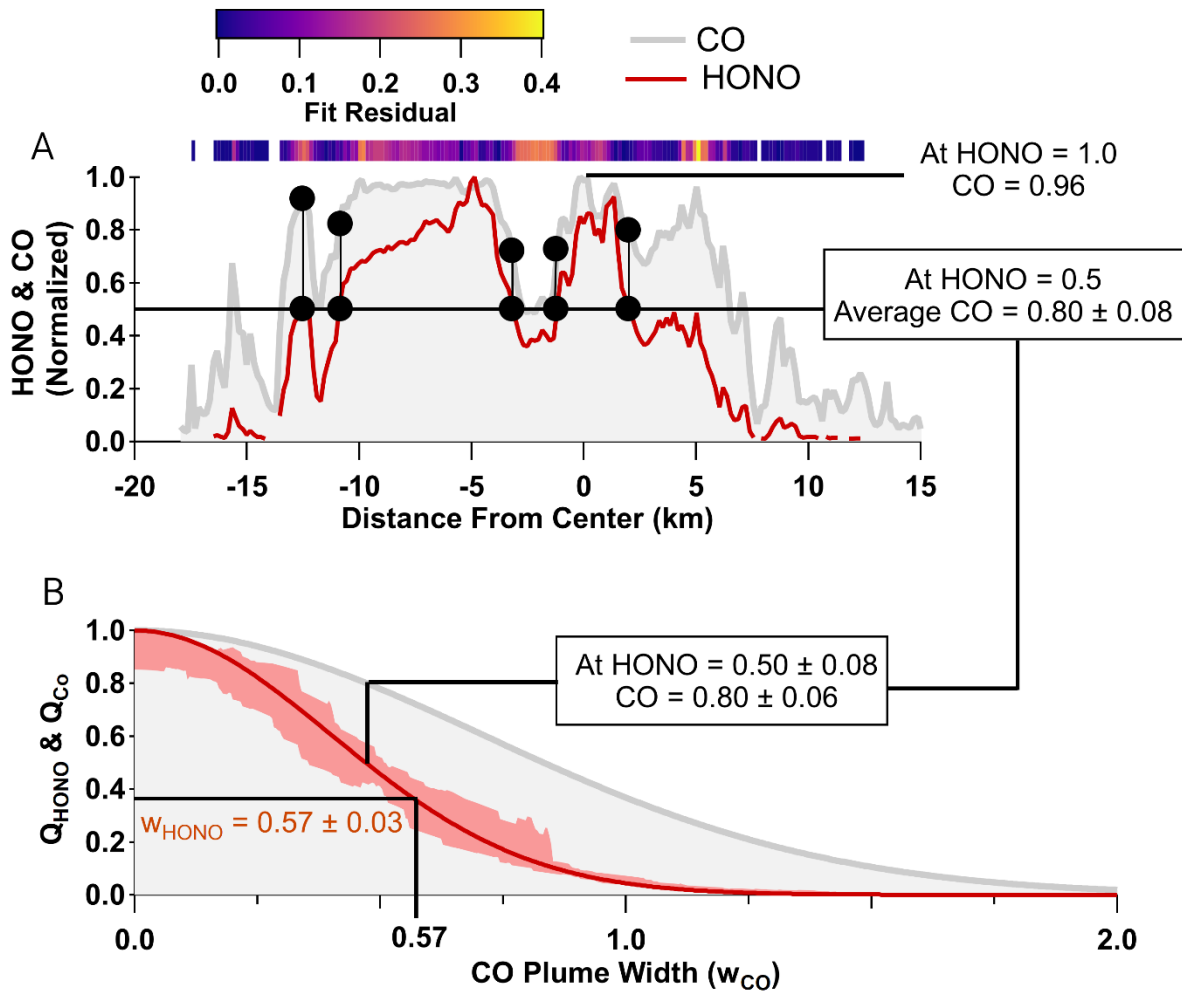 0.0 0.1 0.2 0.3 0.4
Fit Residual
CO
HONO
A
At HONO = 1.0
CO = 0.96
HONO & CO
(Normalized)
1.0
0.8
0.6
0.4
0.2
0.0
At HONO = 0.5
Average CO = 0.80 ± 0.08
-20 -15 -10 -5 0 5 10 15
Distance From Center (km)
B
QHONO & QCo
1.0
0.8
0.6
0.4
0.2
0.0
At HONO = 0.50 ± 0.08
CO = 0.80 ± 0.06
wHONO = 0.57 ± 0.03
0.0 0.57 1.0 2.0
CO Plume Width (wCO)